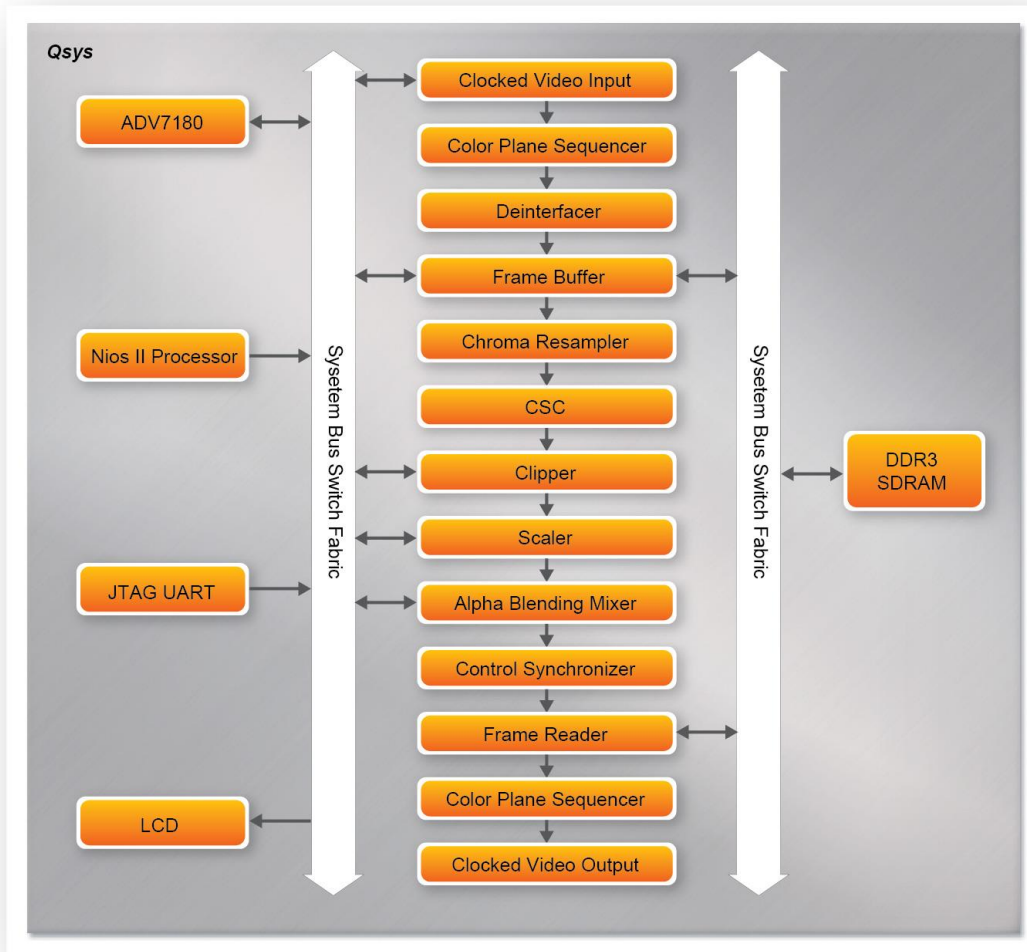 Qsys
ADV7180
Nios II Processor
JTAG UART
LCD
Sysetem Bus Switch Fabric
Clocked Video Input
Color Plane Sequencer
Deinterfacer
Frame Buffer
Chroma Resampler
CSC
Clipper
Scaler
Alpha Blending Mixer
Control Synchronizer
Frame Reader
Color Plane Sequencer
Clocked Video Output
Sysetem Bus Switch Fabric
DDR3
SDRAM